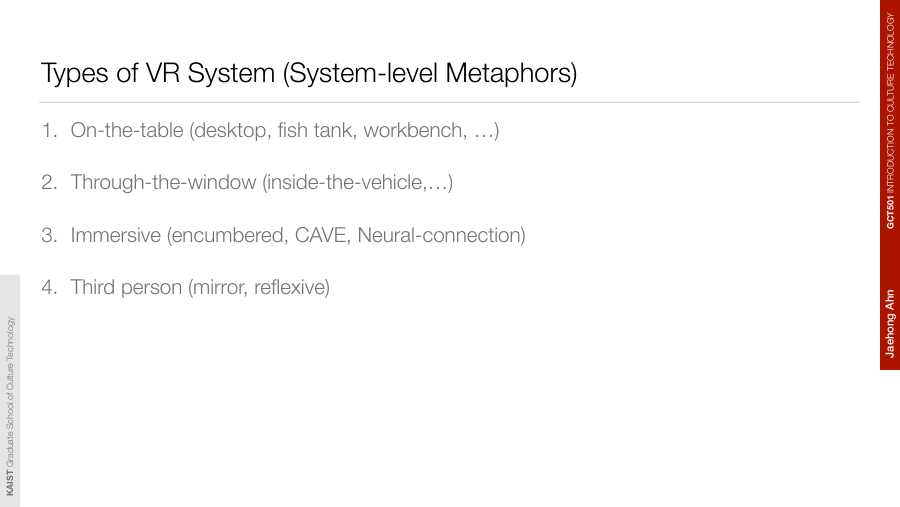 Types of VR System (System-level Metaphors)
1. On-the-table (desktop, fish tank, workbench, …)
2. Through-the-window (inside-the-vehicle,…)
3. Immersive (encumbered, CAVE, Neural-connection)
4. Third person (mirror, reflexive)
GCT501 INTRODUCTION TO CULTURE TECHNOLOGY
Jaehong Ahn
KAIST Graduate School of Culture Technology